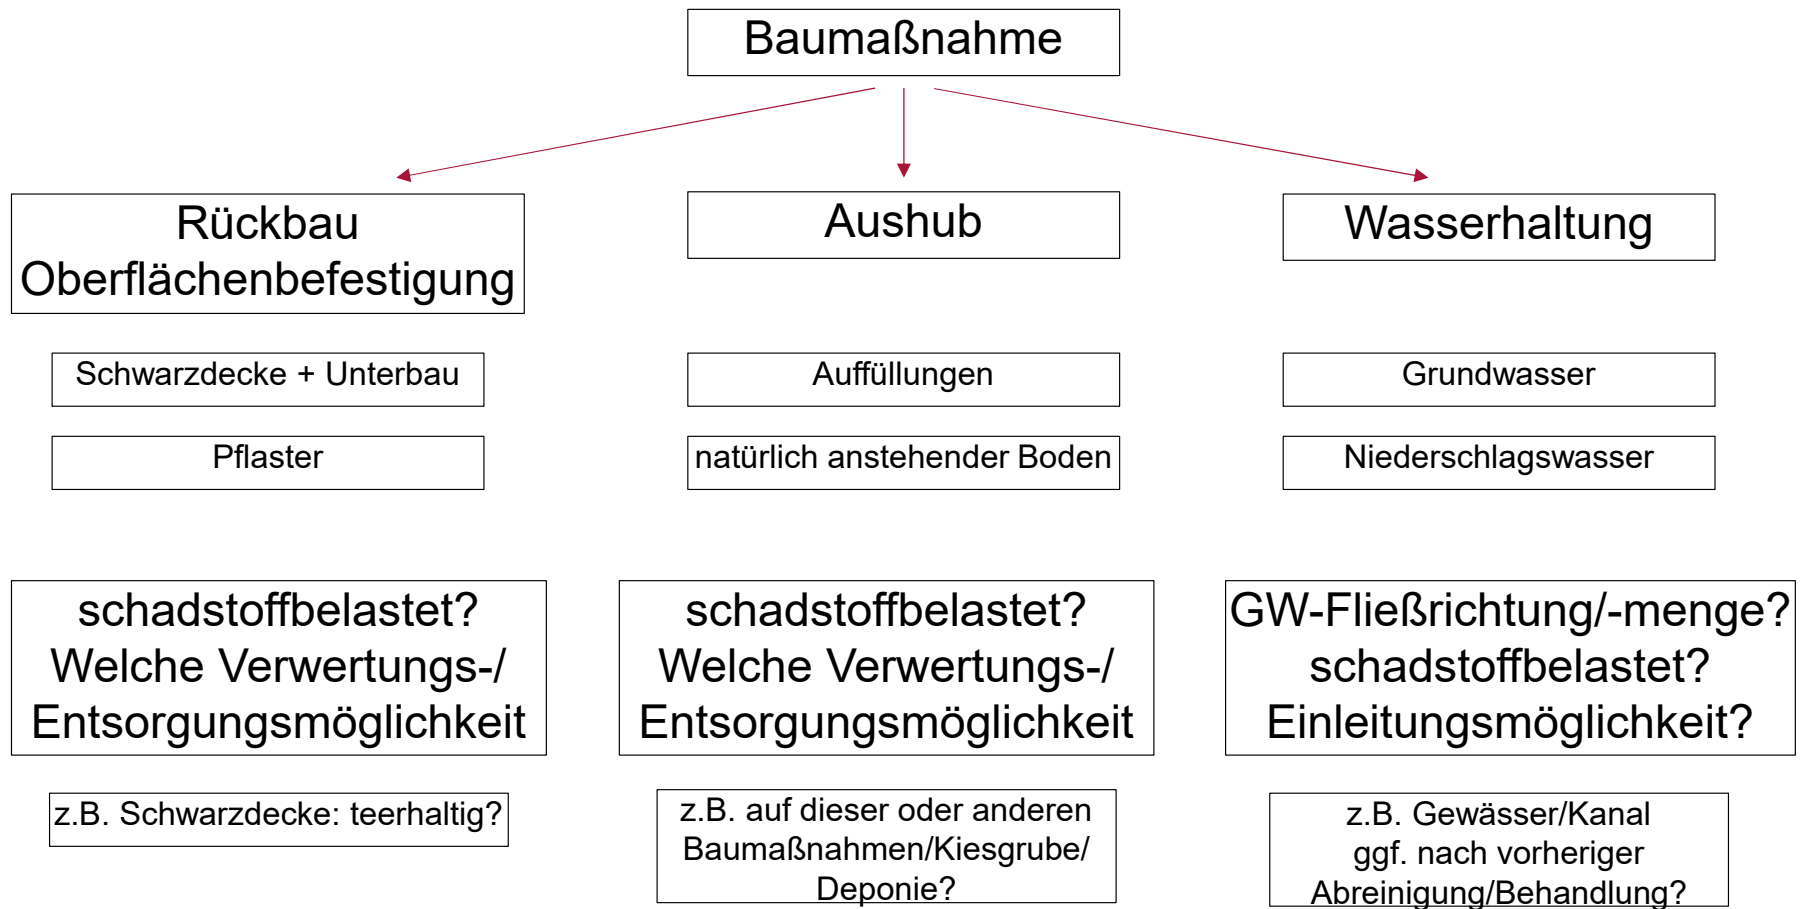 Baumaßnahme
Rückbau
Oberflächenbefestigung
Aushub
Wasserhaltung
Schwarzdecke + Unterbau
Auffüllungen
Grundwasser
Pflaster
natürlich anstehender Boden
Niederschlagswasser
schadstoffbelastet?
Welche Verwertungs-/
Entsorgungsmöglichkeit
schadstoffbelastet?
Welche Verwertungs-/
Entsorgungsmöglichkeit
GW-Fließrichtung/-menge?
schadstoffbelastet?
Einleitungsmöglichkeit?
z.B. Schwarzdecke: teerhaltig?
z.B. auf dieser oder anderen
Baumaßnahmen/Kiesgrube/
Deponie?
z.B. Gewässer/Kanal
ggf. nach vorheriger
Abreinigung/Behandlung?